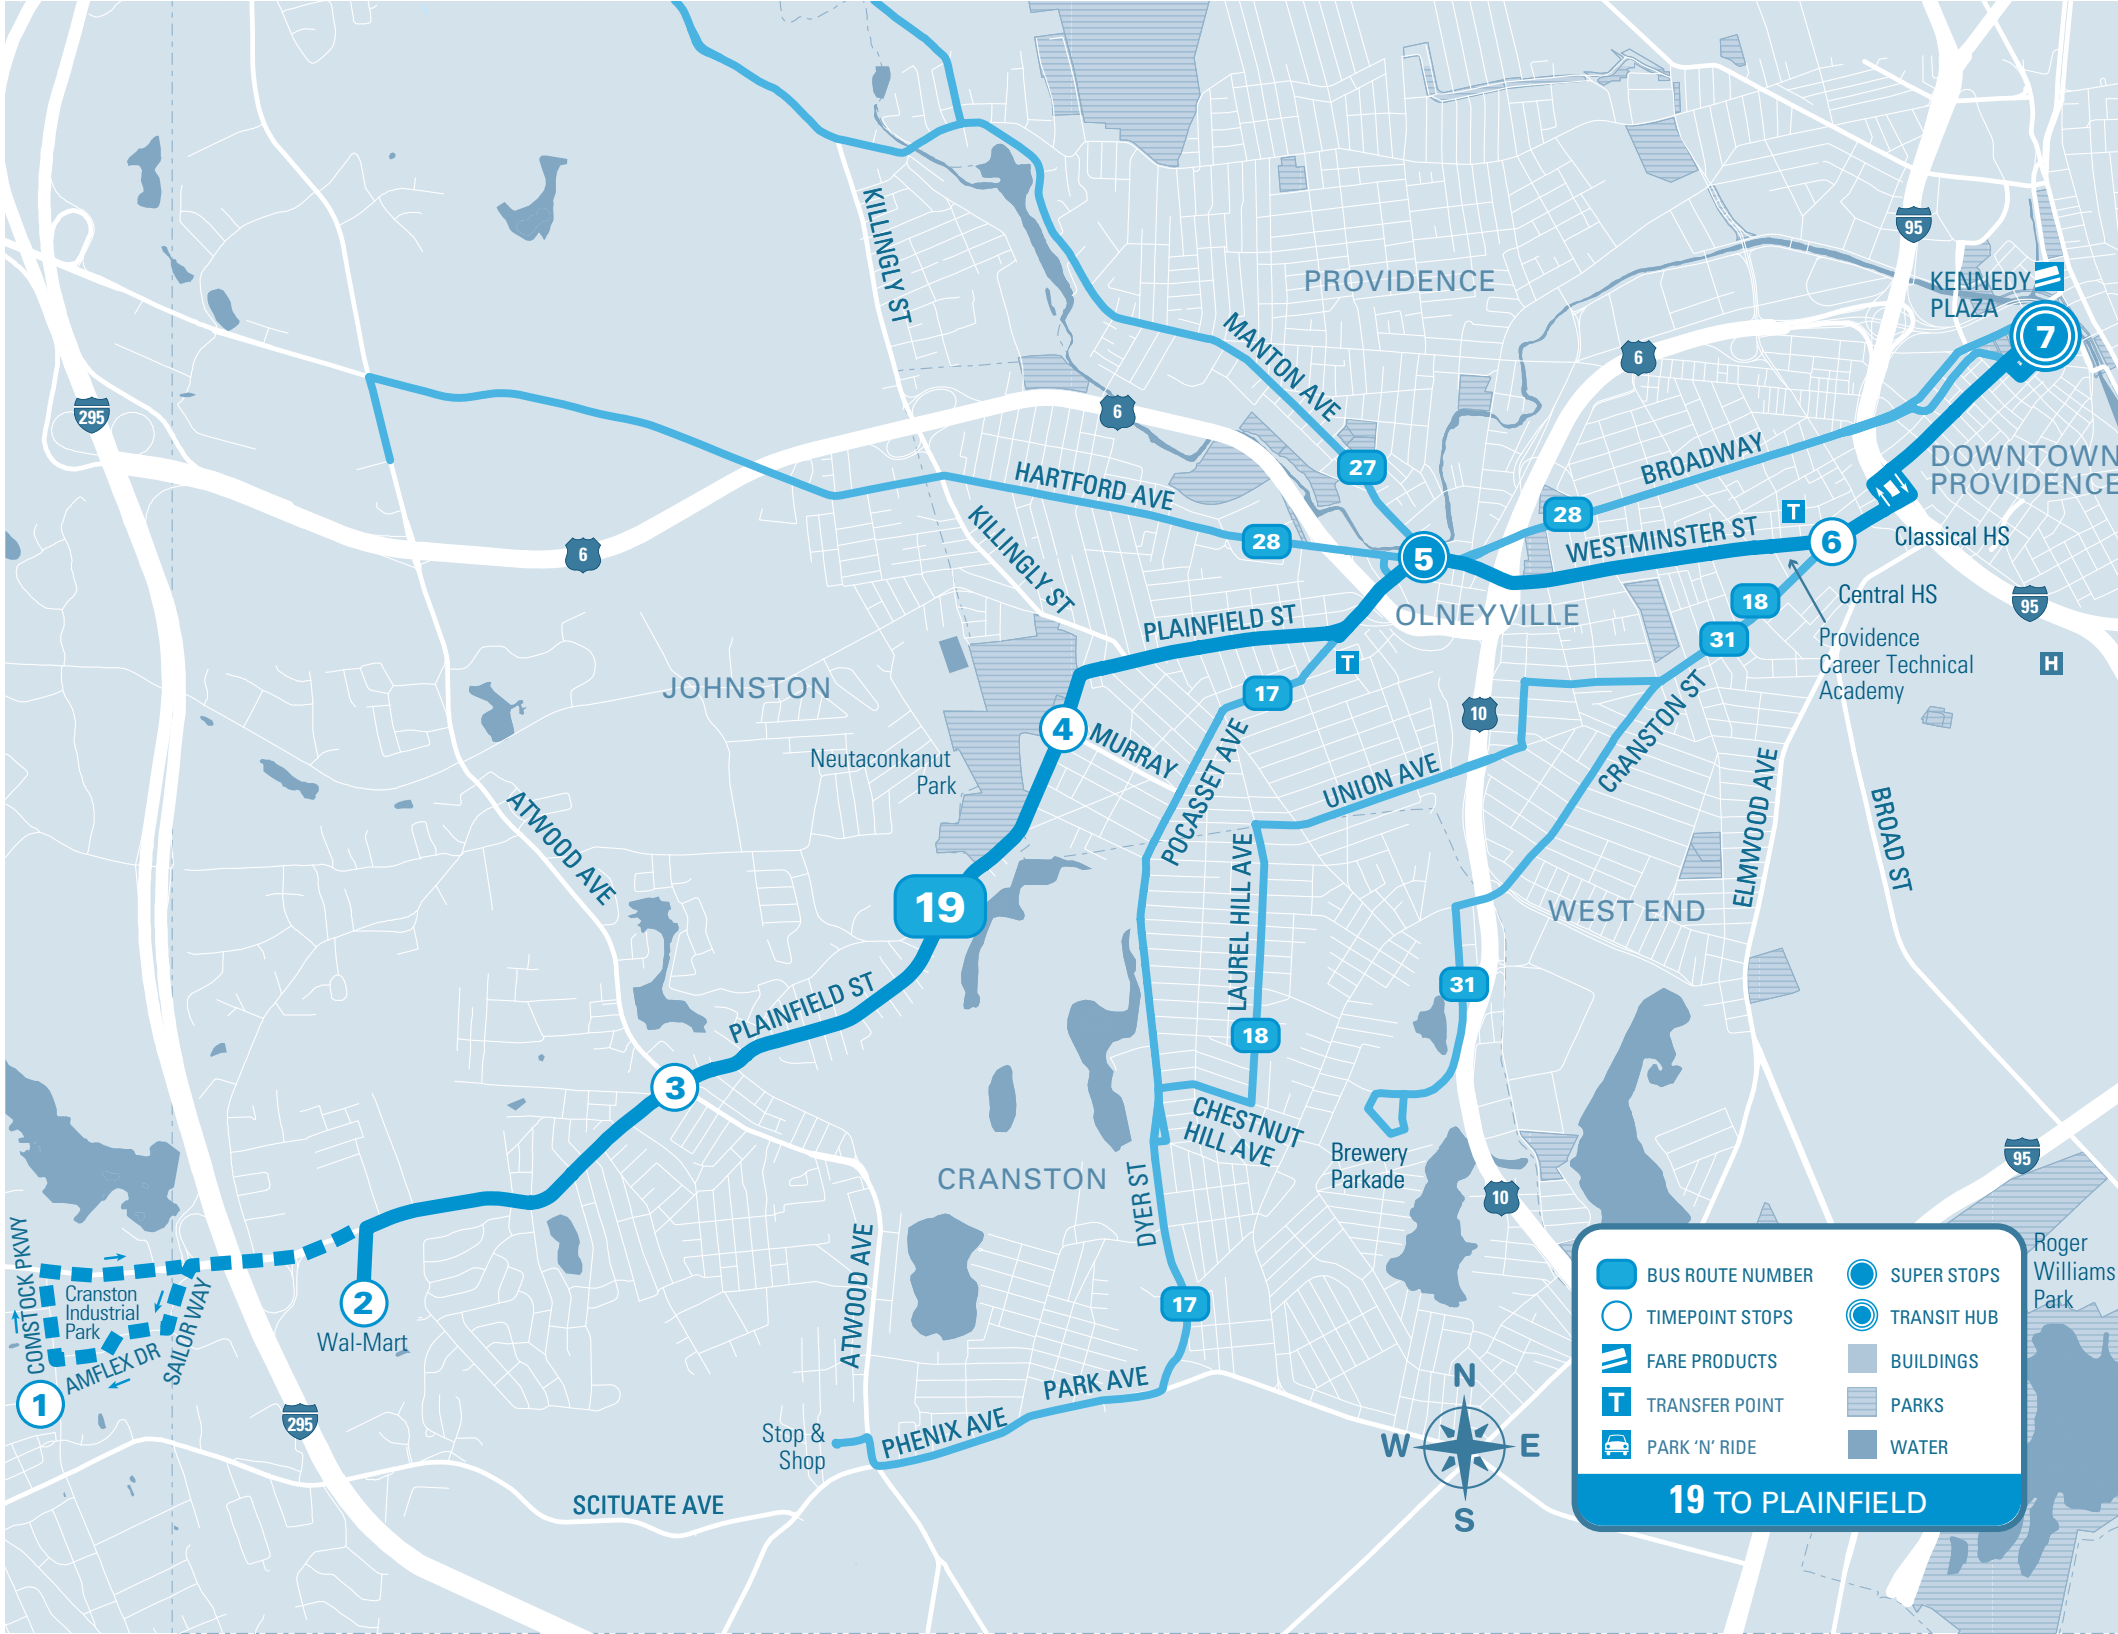 KILLINGLY ST
95
KENNEDY
PLAZA
PROVIDENCE
7
MANTON AVE
6
295
6
27
BROADWAY
DOWNTOWN
PROVIDENCE
HARTFORD AVE
28
T
KILLINGLY ST
28
WESTMINSTER ST
6
Classical HS
6
5
18
Central HS
95
OLNEYVILLE
PLAINFIELD ST
31
Providence
Career Technical
Academy
T
H
JOHNSTON
17
10
CRANSTON ST
4
MURRAY
Neutaconkanut
Park
POCASSET AVE
UNION AVE
ELMWOOD AVE
BROAD ST
ATWOOD AVE
LAUREL HILL AVE
19
WEST END
31
PLAINFIELD ST
18
3
CHESTNUT
HILL AVE
Brewery
Parkade
95
CRANSTON
DYER ST
10
COMSTOCK PKWY
Cranston
Industrial
Park
SAILOR WAY
AMFLEX DR
1
2
Wal-Mart
ATWOOD AVE
17
Roger
Williams
Park
PARK AVE
PHENIX AVE
Stop &
Shop
295
SCITUATE AVE
N
W
E
S
BUS ROUTE NUMBER
SUPER STOPS
TIMEPOINT STOPS
TRANSIT HUB
FARE PRODUCTS
BUILDINGS
T
TRANSFER POINT
PARKS
PARK ‘N’ RIDE
WATER
19 TO PLAINFIELD